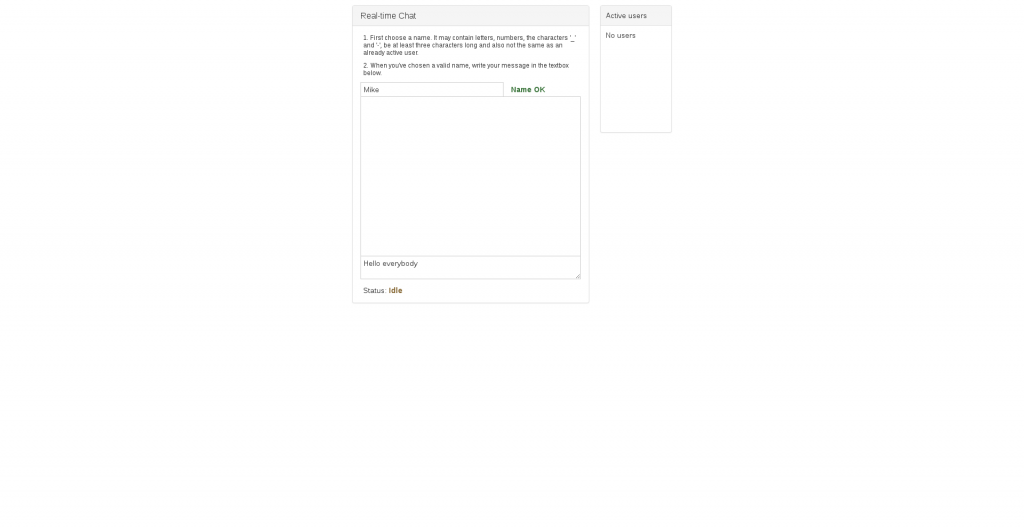 Real-time Chat
Active users
1. First choose a name. It may contain letters, numbers, the characters '_'
and '-', be at least three characters long and also not the same as an
already active user.
2. When you've chosen a valid name, write your message in the textbox
below.
No users
Mike
Name OK
Hello everybody
Status: Idle